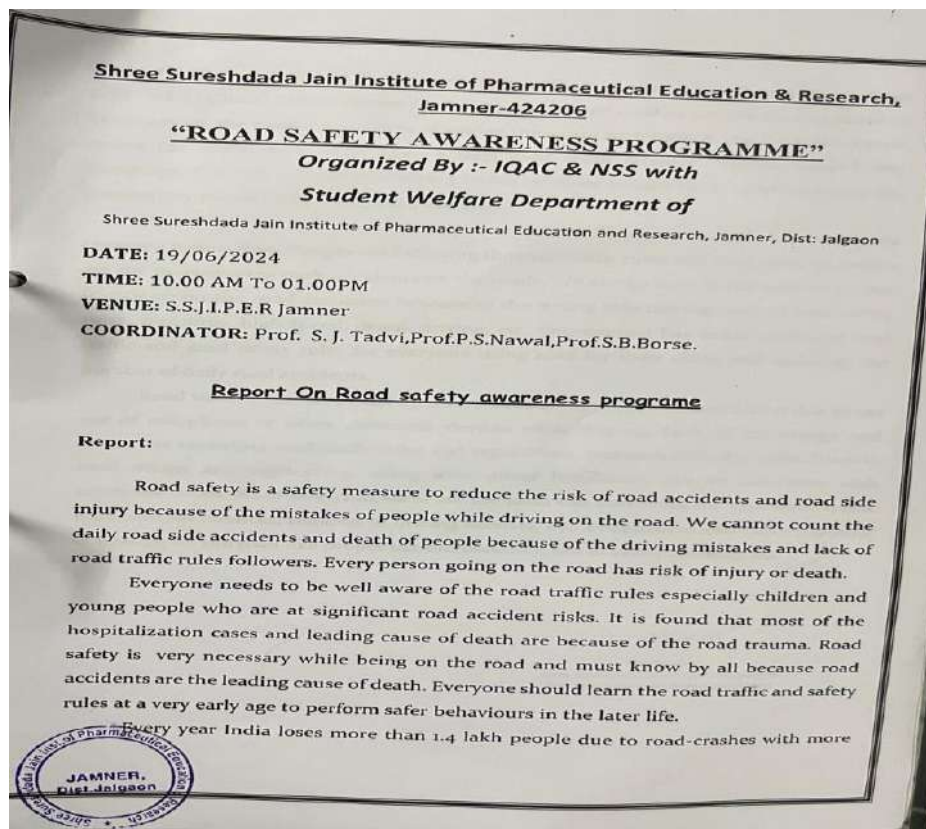 Shree Sureshdada Jain Institute of Pharmaceutical Education & Research,
Jamner-424206
“ROAD SAFETY AWARENESS PROGRAMME”
Organized By :- IQAC & NSS with
Student Welfare Department of
Shree Sureshdada Jain Institute of Pharmaceutical Education and Research, Jamner, Dist: Jalgaon
DATE: 19/06/2024
TIME: 10.00 AM To 01.00PM
VENUE: S.S.J.I.P.E.R Jamner
COORDINATOR: Prof. S. J. Tadvi,Prof.P.S.Nawal,Prof.S.B.Borse.
Report On Road safety awareness programe
Report:
Road safety is a safety measure to reduce the risk of road accidents and road side
injury because of the mistakes of people while driving on the road. We cannot count the
daily road side accidents and death of people because of the driving mistakes and lack of
road traffic rules followers. Every person going on the road has risk of injury or death.
Everyone needs to be well aware of the road traffic rules especially children and
young people who are at significant road accident risks. It is found that most of the
hospitalization cases and leading cause of death are because of the road trauma. Road
safety is very necessary while being on the road and must know by all because road
accidents are the leading cause of death. Everyone should learn the road traffic and safety
rules at a very early age to perform safer behaviours in the later life.
Every year India loses more than 1.4 lakh people due to road-crashes with more
Shree Sureshdada Jain Inst. of Pharmaceutical Education & Research
JAMNER,
Dist.Jalgaon